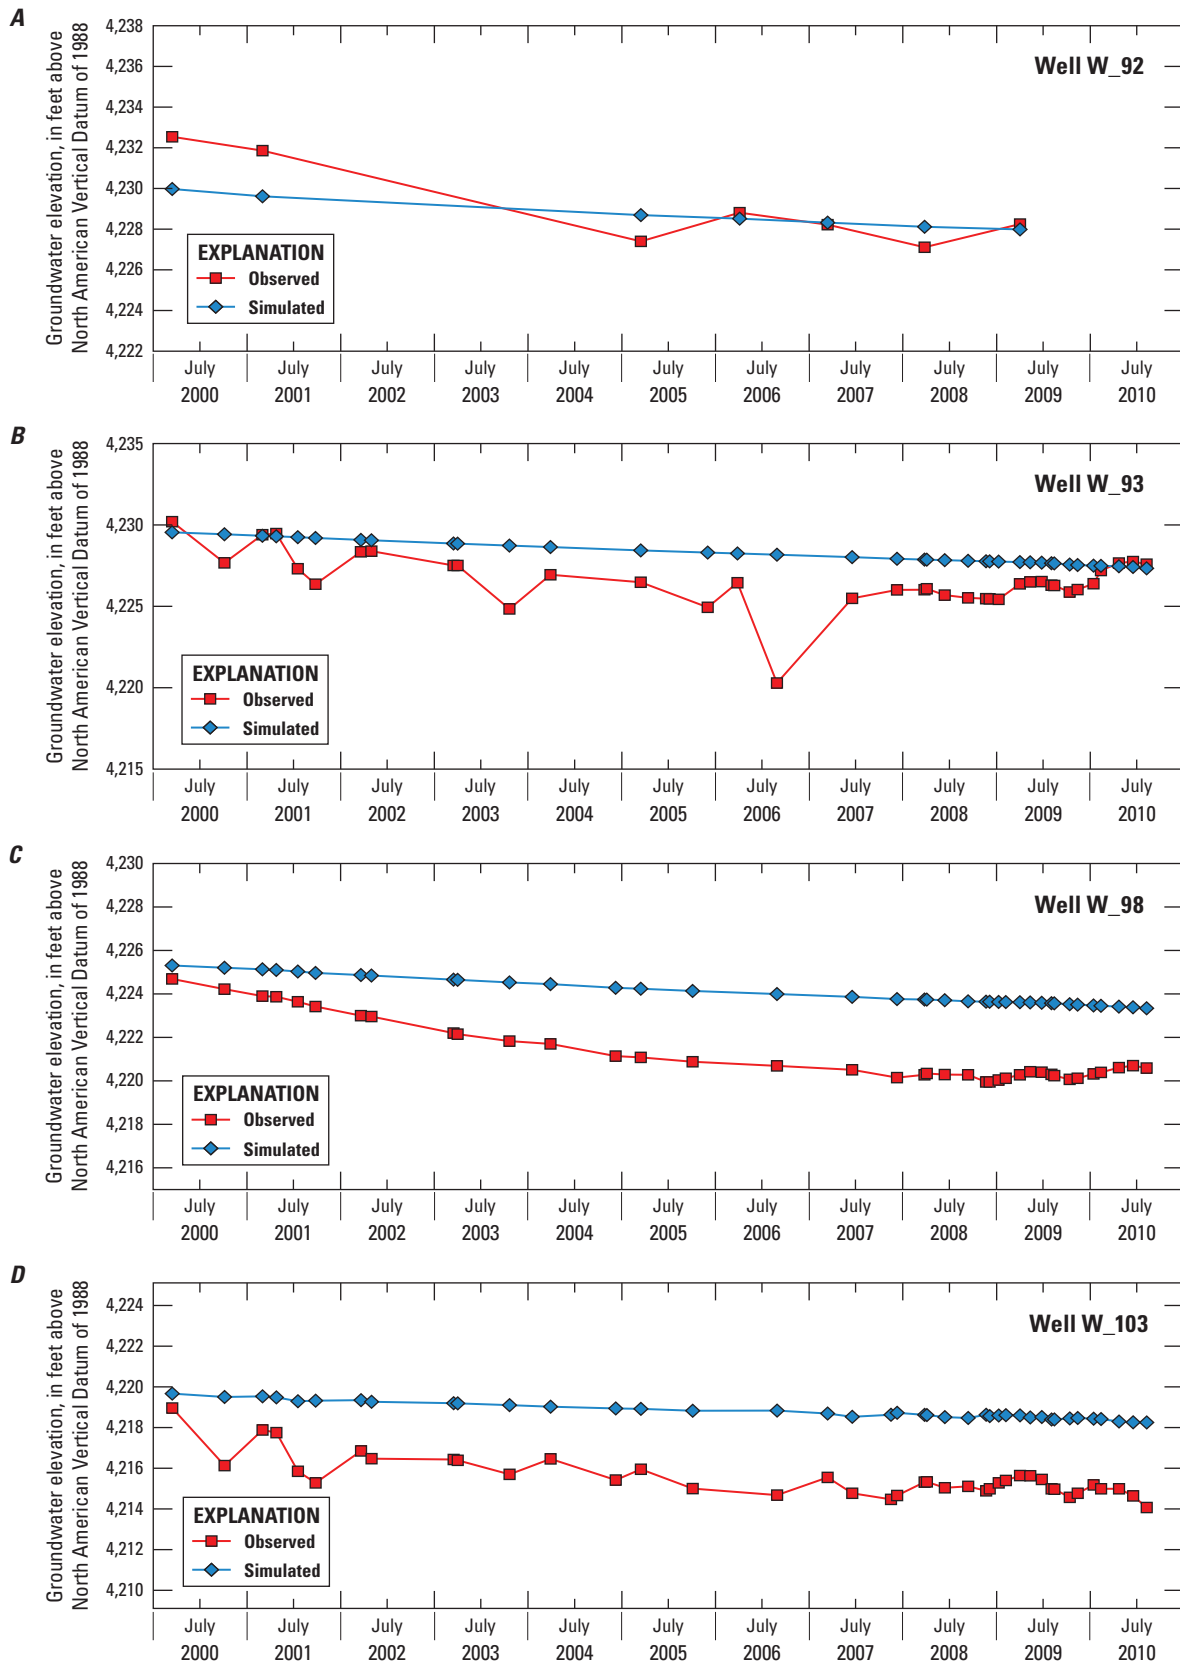 A
Groundwater elevation, in feet above
North American Vertical Datum of 1988
4,238
4,236
4,234
4,232
4,230
4,228
4,226
4,224
4,222
Well W_92
EXPLANATION
Observed
Simulated
July July July July July July July July July July July
2000 2001 2002 2003 2004 2005 2006 2007 2008 2009 2010
B
Groundwater elevation, in feet above
North American Vertical Datum of 1988
4,235
4,230
4,225
4,220
4,215
Well W_93
EXPLANATION
Observed
Simulated
July July July July July July July July July July July
2000 2001 2002 2003 2004 2005 2006 2007 2008 2009 2010
C
Groundwater elevation, in feet above
North American Vertical Datum of 1988
4,230
4,228
4,226
4,224
4,222
4,220
4,218
4,216
Well W_98
EXPLANATION
Observed
Simulated
July July July July July July July July July July July
2000 2001 2002 2003 2004 2005 2006 2007 2008 2009 2010
D
Groundwater elevation, in feet above
North American Vertical Datum of 1988
4,224
4,222
4,220
4,218
4,216
4,214
4,212
4,210
Well W_103
EXPLANATION
Observed
Simulated
July July July July July July July July July July July
2000 2001 2002 2003 2004 2005 2006 2007 2008 2009 2010